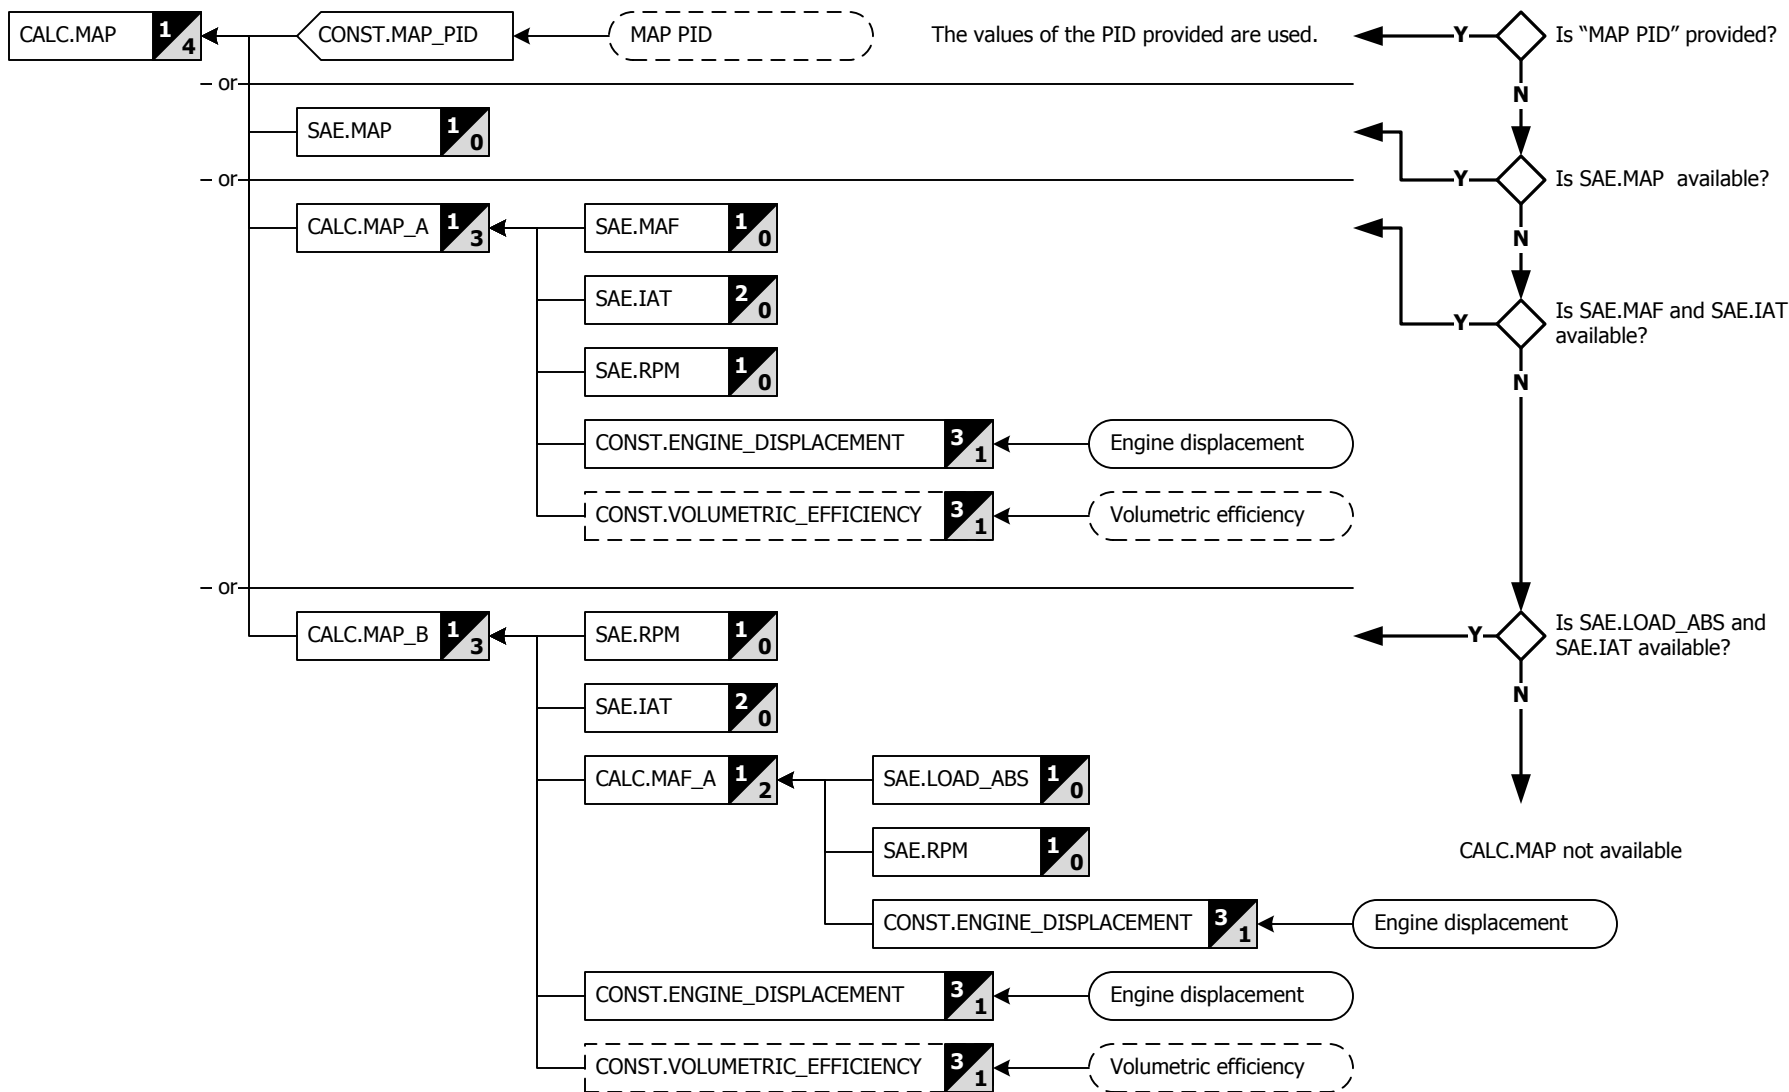 CALC.MAP 1 4 CONST.MAP_PID MAP PID The values of the PID provided are used. Y Is “MAP PID” provided?
– or
N
SAE.MAP 1 0
– or
Y Is SAE.MAP available?
CALC.MAP_A 1 3 SAE.MAF 1 0
N
SAE.IAT 2 0
Y Is SAE.MAF and SAE.IAT
available?
SAE.RPM 1 0
N
CONST.ENGINE_DISPLACEMENT 3 1 Engine displacement
CONST.VOLUMETRIC_EFFICIENCY 3 1 Volumetric efficiency
– or
CALC.MAP_B 1 3 SAE.RPM 1 0 Y Is SAE.LOAD_ABS and
SAE.IAT available?
N
SAE.IAT 2 0
CALC.MAF_A 1 2 SAE.LOAD_ABS 1 0
SAE.RPM 1 0 CALC.MAP not available
CONST.ENGINE_DISPLACEMENT 3 1 Engine displacement
CONST.ENGINE_DISPLACEMENT 3 1 Engine displacement
CONST.VOLUMETRIC_EFFICIENCY 3 1 Volumetric efficiency